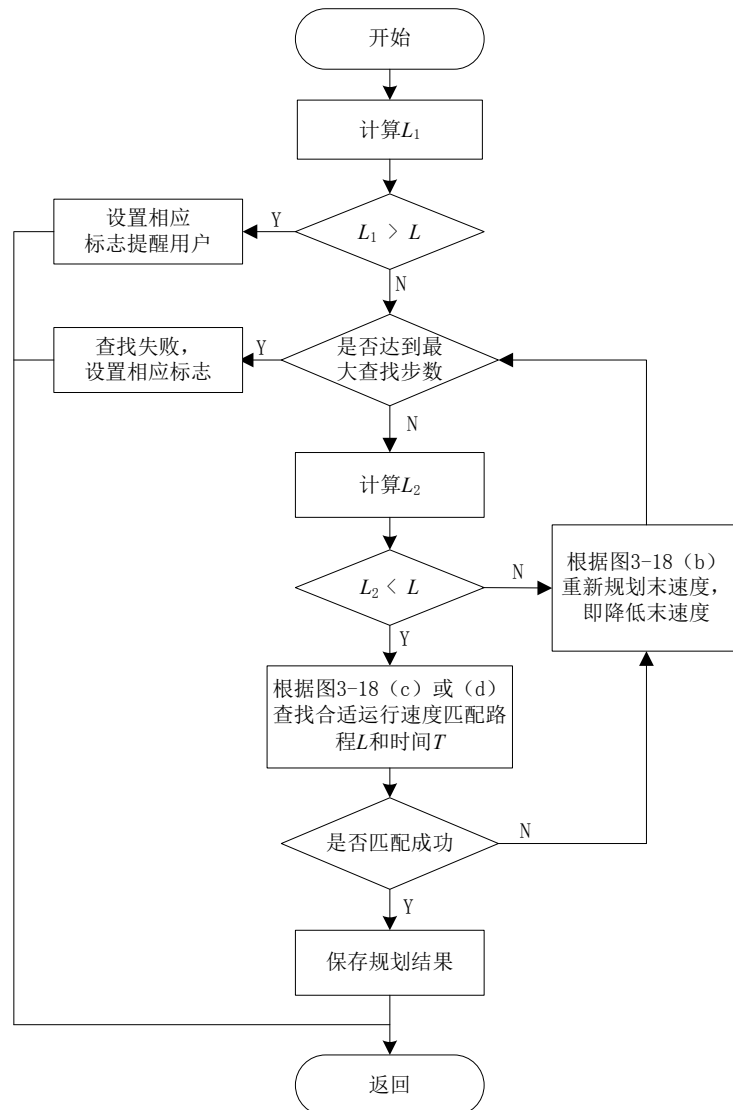 开始
计算L₁
设置相应
标志提醒用户
Y
L₁ > L
N
查找失败，
设置相应标志
Y
是否达到最
大查找步数
N
计算L₂
L₂ < L
N
根据图3-18（b）
重新规划末速度，
即降低末速度
Y
根据图3-18（c）或（d）
查找合适运行速度匹配路
程L和时间T
是否匹配成功
N
Y
保存规划结果
返回